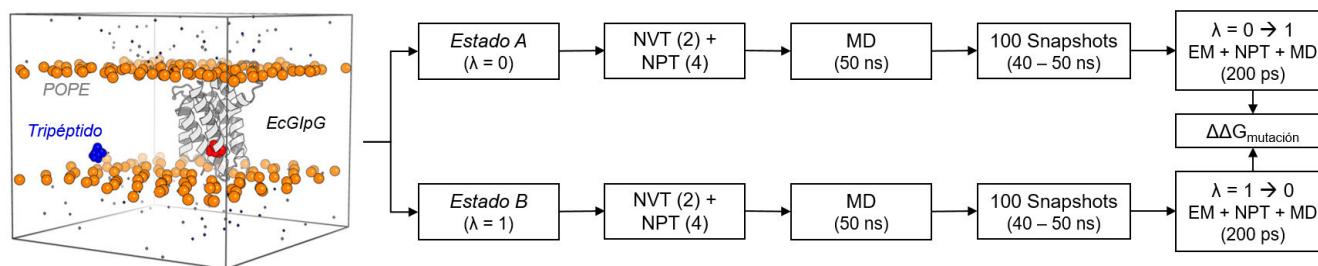 POPE
Tripéptido
EcGlpG
Estado A
(λ = 0)
NVT (2) +
NPT (4)
MD
(50 ns)
100 Snapshots
(40 – 50 ns)
λ = 0 → 1
EM + NPT + MD
(200 ps)
ΔΔGmutación
Estado B
(λ = 1)
NVT (2) +
NPT (4)
MD
(50 ns)
100 Snapshots
(40 – 50 ns)
λ = 1 → 0
EM + NPT + MD
(200 ps)